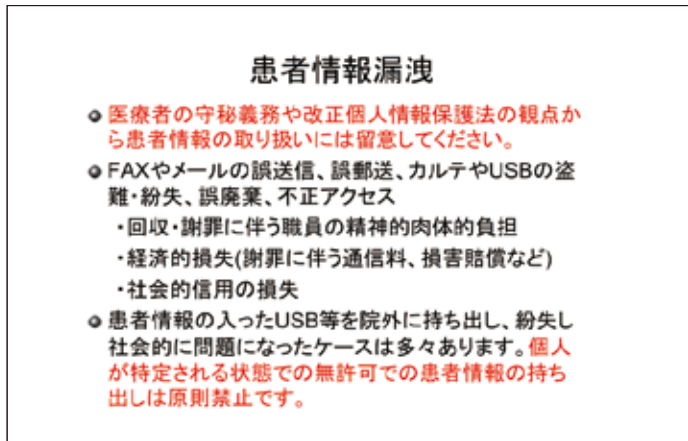 患者情報漏洩
医療者の守秘義務や改正個人情報保護法の観点か
ら患者情報の取り扱いには留意してください。
FAXやメールの誤送信、誤郵送、カルテやUSBの盗
難・紛失、誤廃棄、不正アクセス
・回収・謝罪に伴う職員の精神的肉体的負担
・経済的損失(謝罪に伴う通信料、損害賠償など)
・社会的信用の損失
患者情報の入ったUSB等を院外に持ち出し、紛失し
社会的に問題になったケースは多々あります。個人
が特定される状態での無許可での患者情報の持ち
出しは原則禁止です。